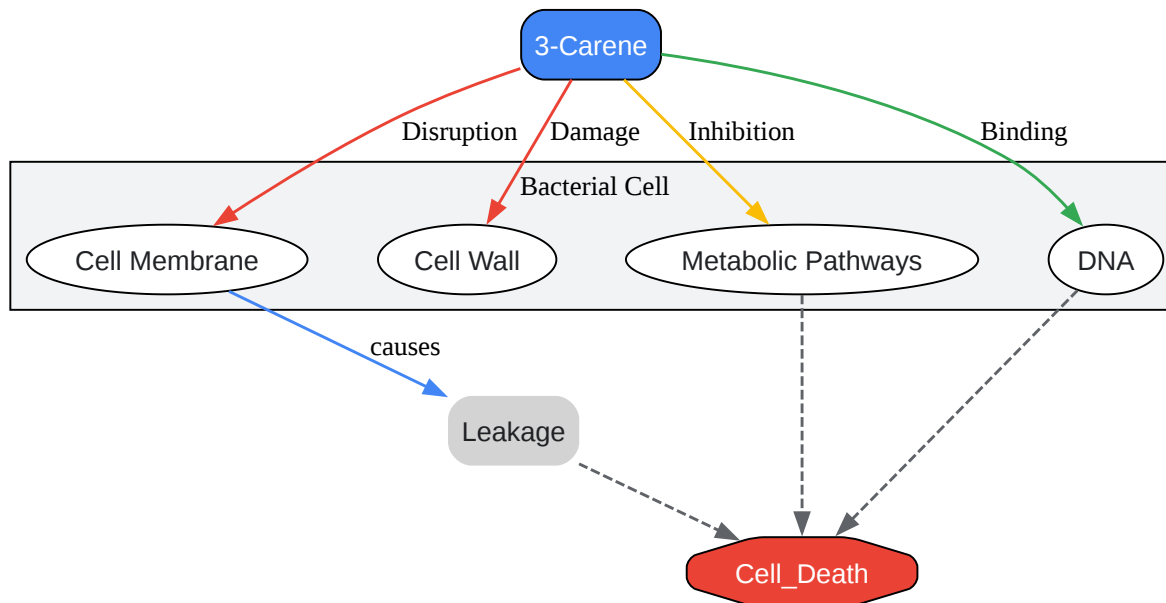 3-Carene
Disruption
Damage
Inhibition
Binding
Bacterial Cell
Cell Membrane
Cell Wall
Metabolic Pathways
DNA
causes
Leakage
Cell_Death